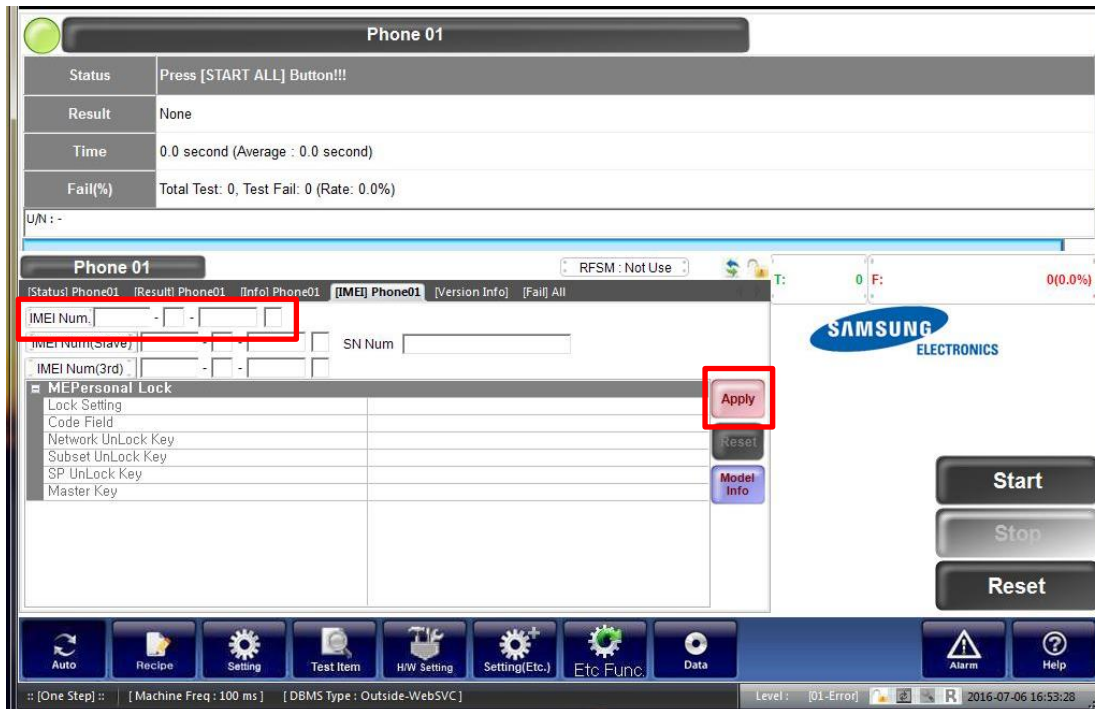 Phone 01
Status Press [START ALL] Button!!!
Result None
Time 0.0 second (Average : 0.0 second)
Fail(%) Total Test: 0, Test Fail: 0 (Rate: 0.0%)
U/N : -
Phone 01 RFSM : Not Use T: 0 F: 0(0.0%)
[Status] Phone01 [Result] Phone01 [Info] Phone01 [IMEI] Phone01 [Version Info] [Fail] All
IMEI Num. - -
IMEI Num(Slave) - - SN Num
IMEI Num(3rd) - -
SAMSUNG
ELECTRONICS
MEPersonal Lock
Lock Setting
Code Field
Network UnLock Key
Subset UnLock Key
SP UnLock Key
Master Key
Apply
Reset
Model
Info
Start
Stop
Reset
Auto Recipe Setting Test Item H/W Setting Setting(Etc.) Etc Func. Data Alarm Help
:: [One Step] :: [ Machine Freq : 100 ms ] [ DBMS Type : Outside-WebSVC ] Level : [01-Error] R 2016-07-06 16:53:28